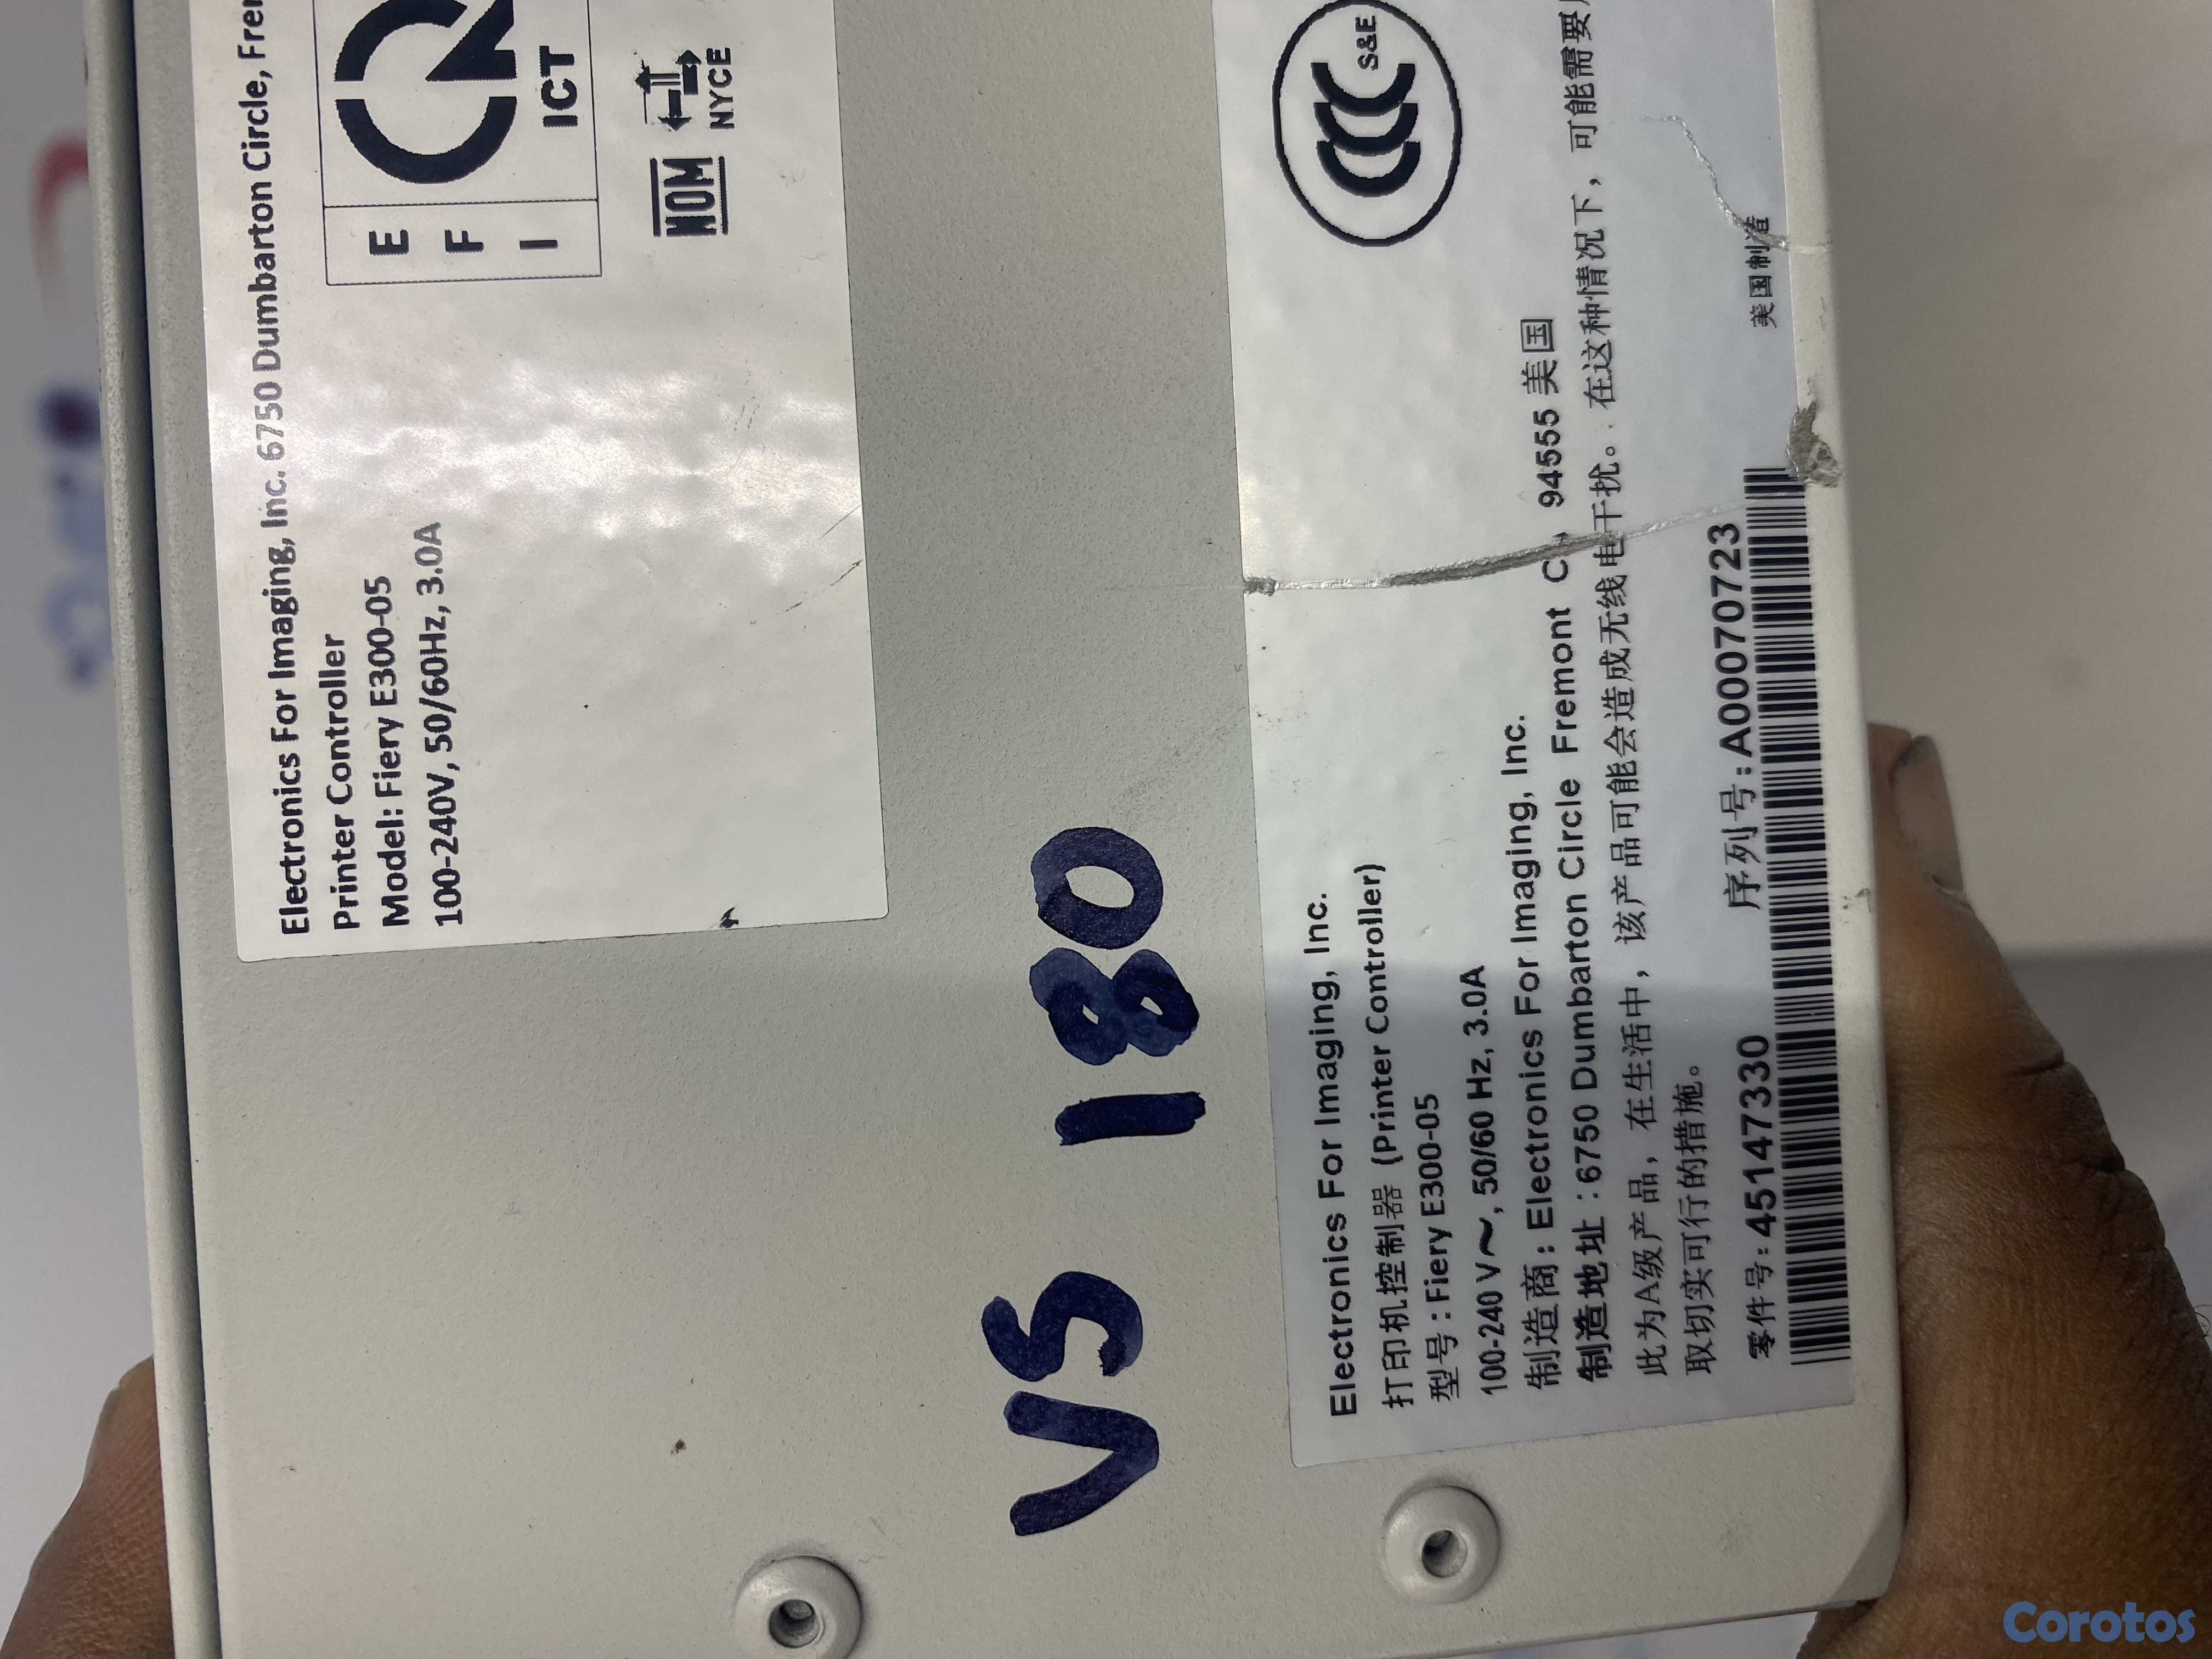 Electronics For Imaging, Inc. 6750 Dumbarton Circle,
Printer Controller
Model: Fiery E300-05
100-240V, 50/60Hz, 3.0A
E
F
I
ICT
NOM
NYCE
VS 180
Electronics For Imaging, Inc.
打印机控制器 (Printer Controller)
型号:Fiery E300-05
100-240 V～, 50/60 Hz, 3.0A
制造商:Electronics For Imaging, Inc.
制造地址:6750 Dumbarton Circle Fremont 94555 美国
此为A级产品,在生活中,该产品可能会造成无线电干扰。在这种情况下,可能需要
取切实可行的措施。
零件号:45147330 序列号:A00070723
美国制造
CCC S&E
Corotos